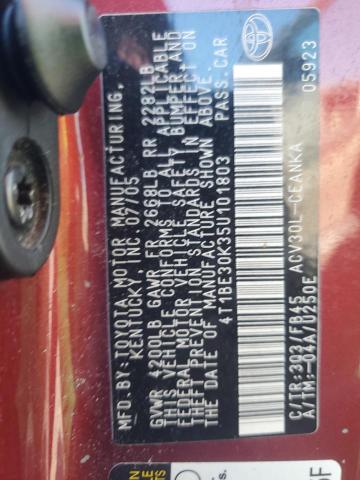 MFD. BY: TOYOTA MOTOR MANUFACTURING,
KENTUCKY, INC. 07/05
GVWR 4200LB GAWR FR 2668LB RR 2282LB
THIS VEHICLE CONFORMS TO ALL APPLICABLE
FEDERAL MOTOR VEHICLE SAFETY, BUMPER, AND
THEFT PREVENTION STANDARDS IN EFFECT ON
THE DATE OF MANUFACTURE SHOWN ABOVE.
4T1BE30K35U101803 PASS.CAR
C/TR:3Q3/FB45 ACV30L-CEANKA
A/TM:-04A/U250E 05923
TOYOTA